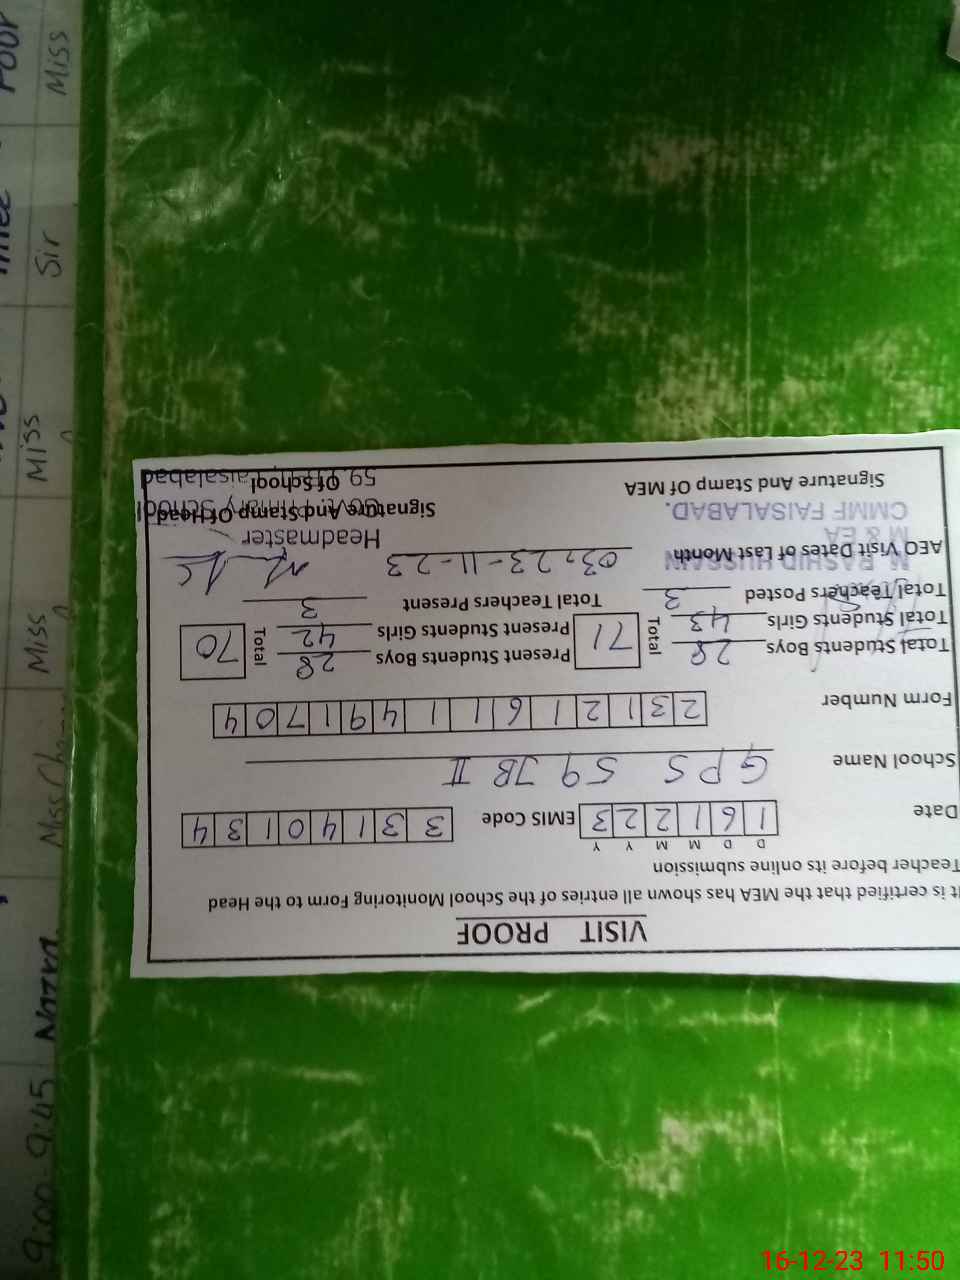 VISIT PROOF
It is certified that the MEA has shown all entries of the School Monitoring Form to the Head
Teacher before its online submission
D D M M Y Y
Date 1 6 1 2 2 3 EMIS Code 3 3 1 4 0 1 3 4
School Name GPS 59 JB II
Form Number 2 3 1 2 1 6 1 1 1 4 9 1 7 0 4
Total Students Boys 28 Total 71 Present Students Boys 28 Total 70
Total Students Girls 43 Present Students Girls 42
Total Teachers Posted 3 Total Teachers Present 3
AEO Visit Dates of Last Month 03, 23-11-23
M. RASHID HUSSAIN
M & EA
CMMF FAISALABAD.
Headmaster
Govt. Primary School
59 Faisalabad
Signature And Stamp Of MEA
Signature And Stamp Of Head
Of School
9:00-9:45 Nazra
Miss
Miss
Miss
Sir
Miss
16-12-23 11:50